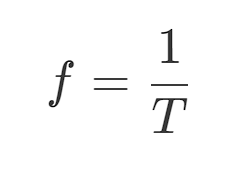 f = 1/T